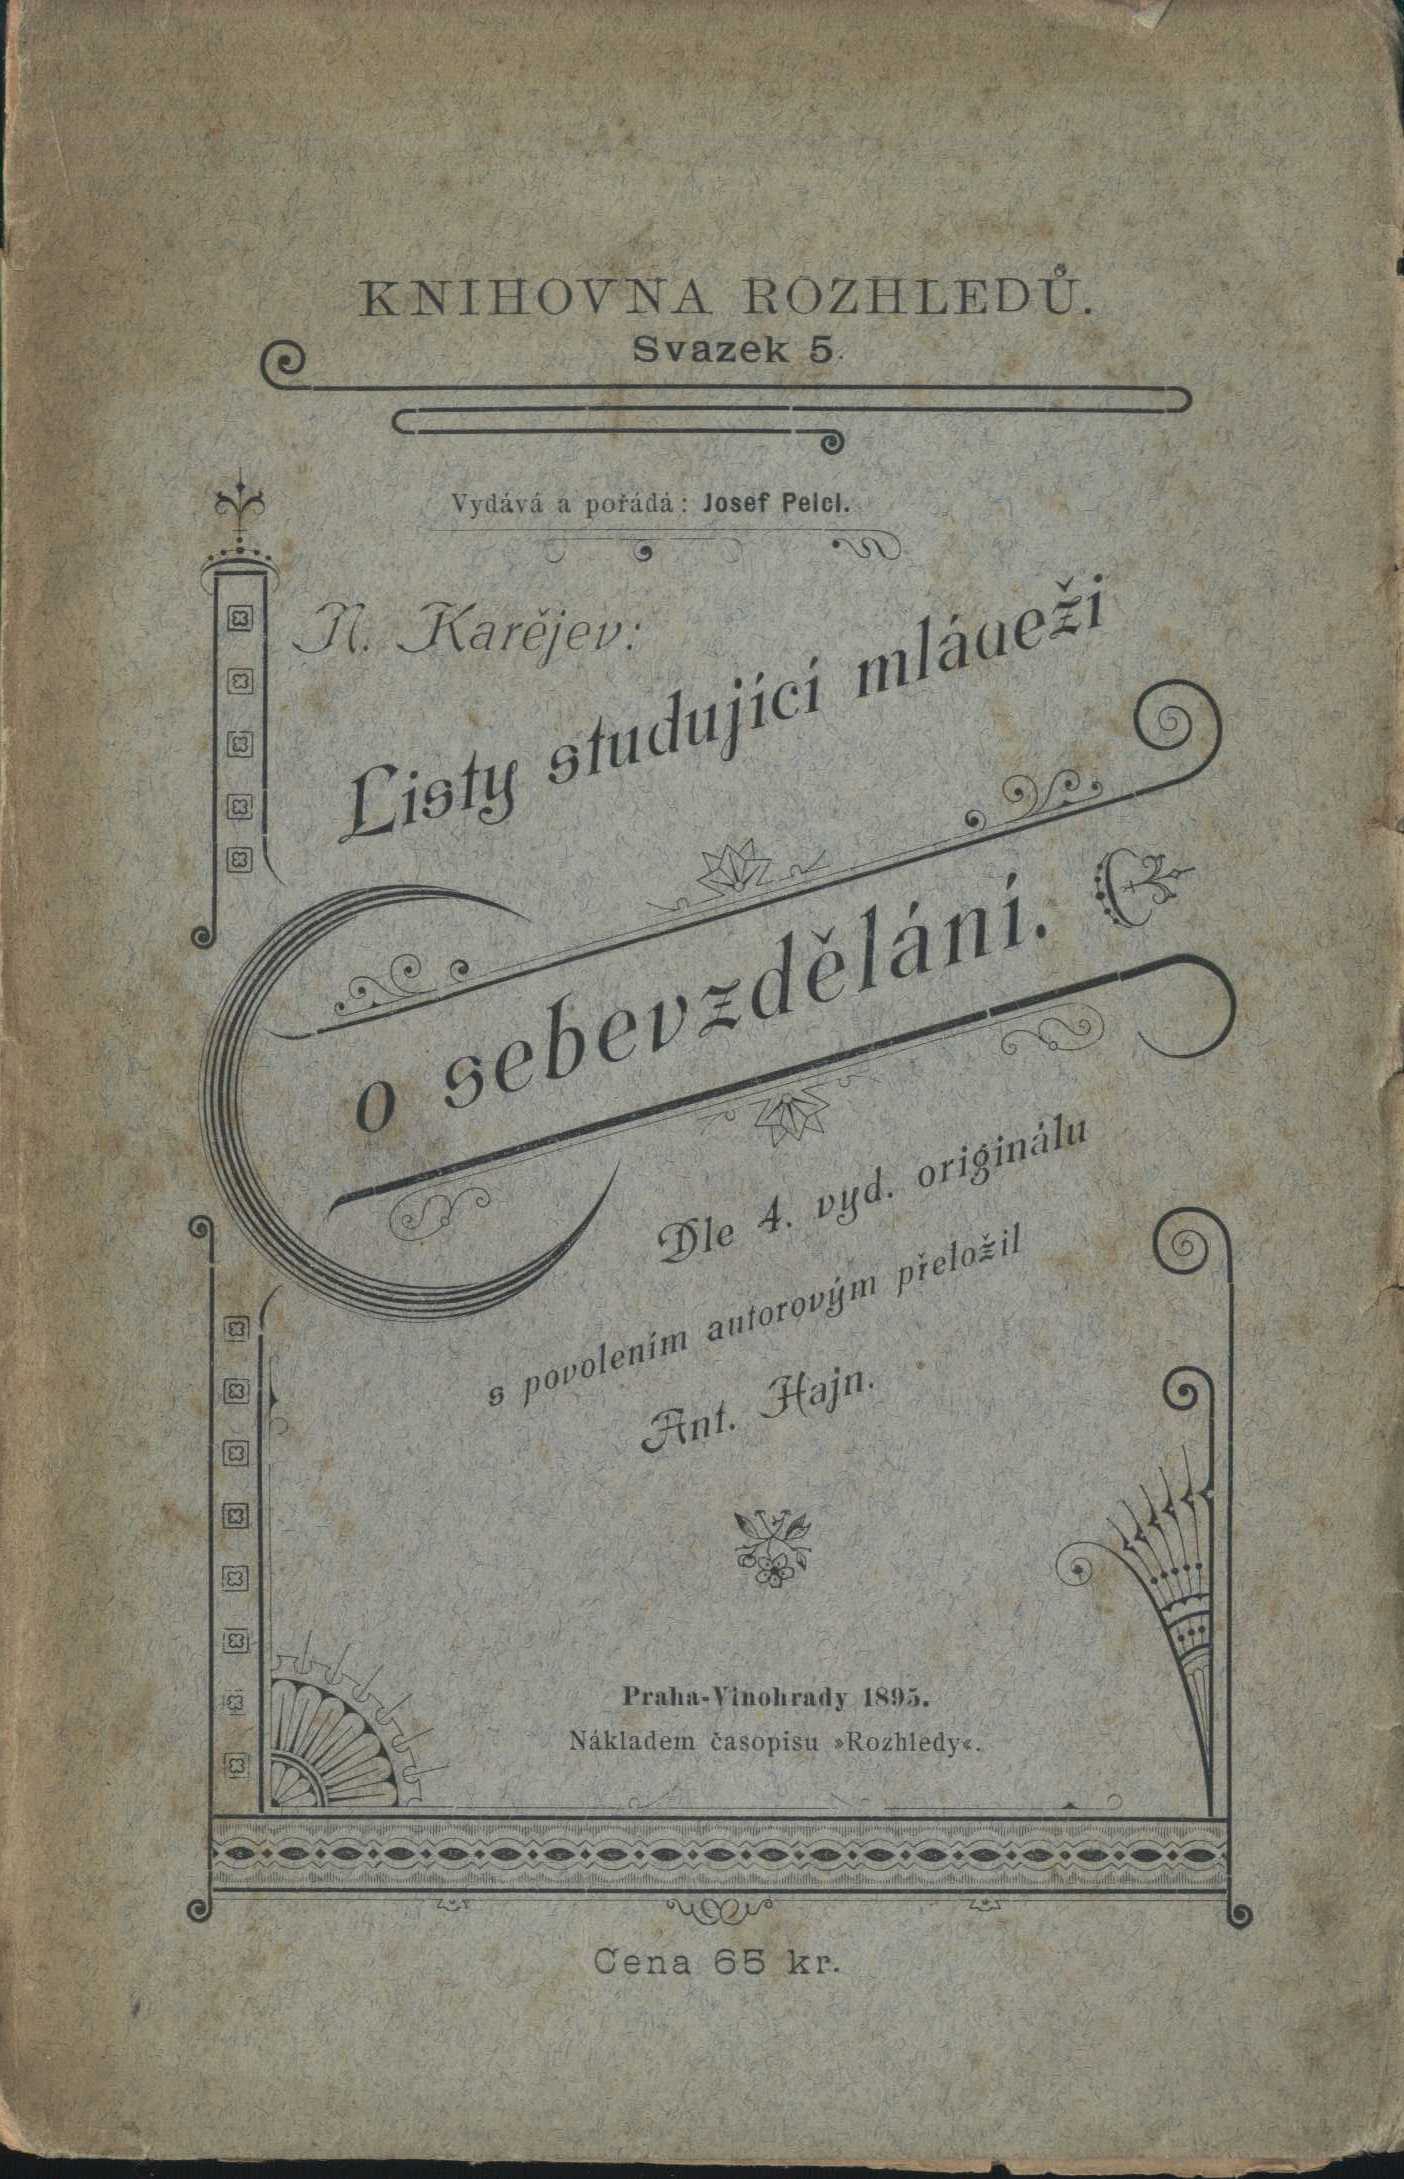 KNIHOVNA ROZHLEDŮ.
Svazek 5.
Vydává a pořádá: Josef Pelcl.
N. Karějev:
Listy studující mládeži
o sebevzdělání.
Dle 4. vyd. originálu
s povolením autorovým přeložil
Ant. Hajn.
Praha-Vinohrady 1895.
Nákladem časopisu »Rozhledy«.
Cena 65 kr.